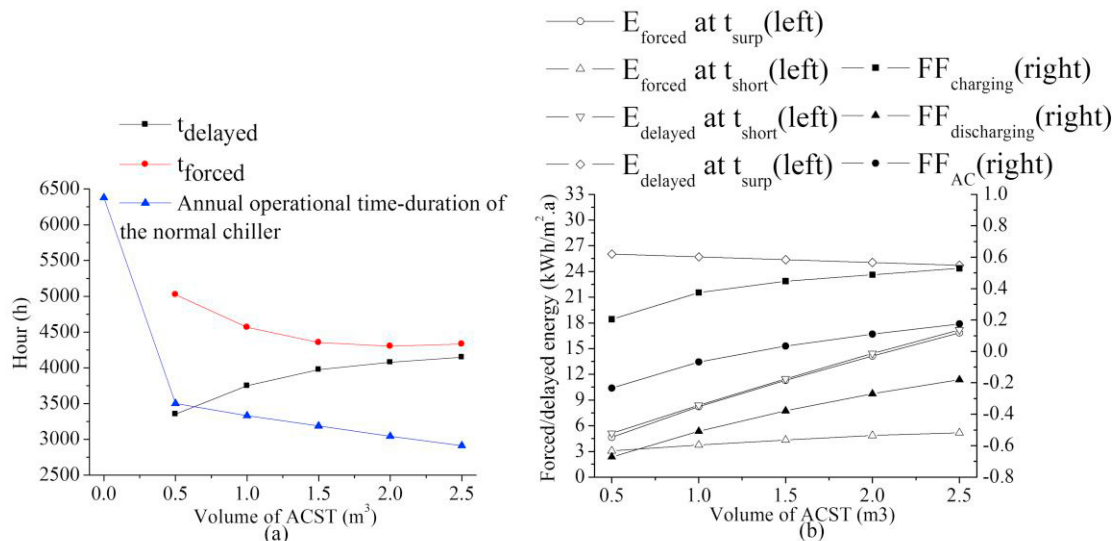 t_delayed
t_forced
Annual operational time-duration of
the normal chiller
6500
6000
5500
5000
4500
4000
3500
3000
2500
Hour (h)
0.0 0.5 1.0 1.5 2.0 2.5
Volume of ACST (m³)
(a)
E_forced at t_surp(left)
E_forced at t_short(left) FF_charging(right)
E_delayed at t_short(left) FF_discharging(right)
E_delayed at t_surp(left) FF_AC(right)
33
30
27
24
21
18
15
12
9
6
3
0
Forced/delayed energy (kWh/m².a)
1.0
0.8
0.6
0.4
0.2
0.0
-0.2
-0.4
-0.6
-0.8
0.5 1.0 1.5 2.0 2.5
Volume of ACST (m3)
(b)